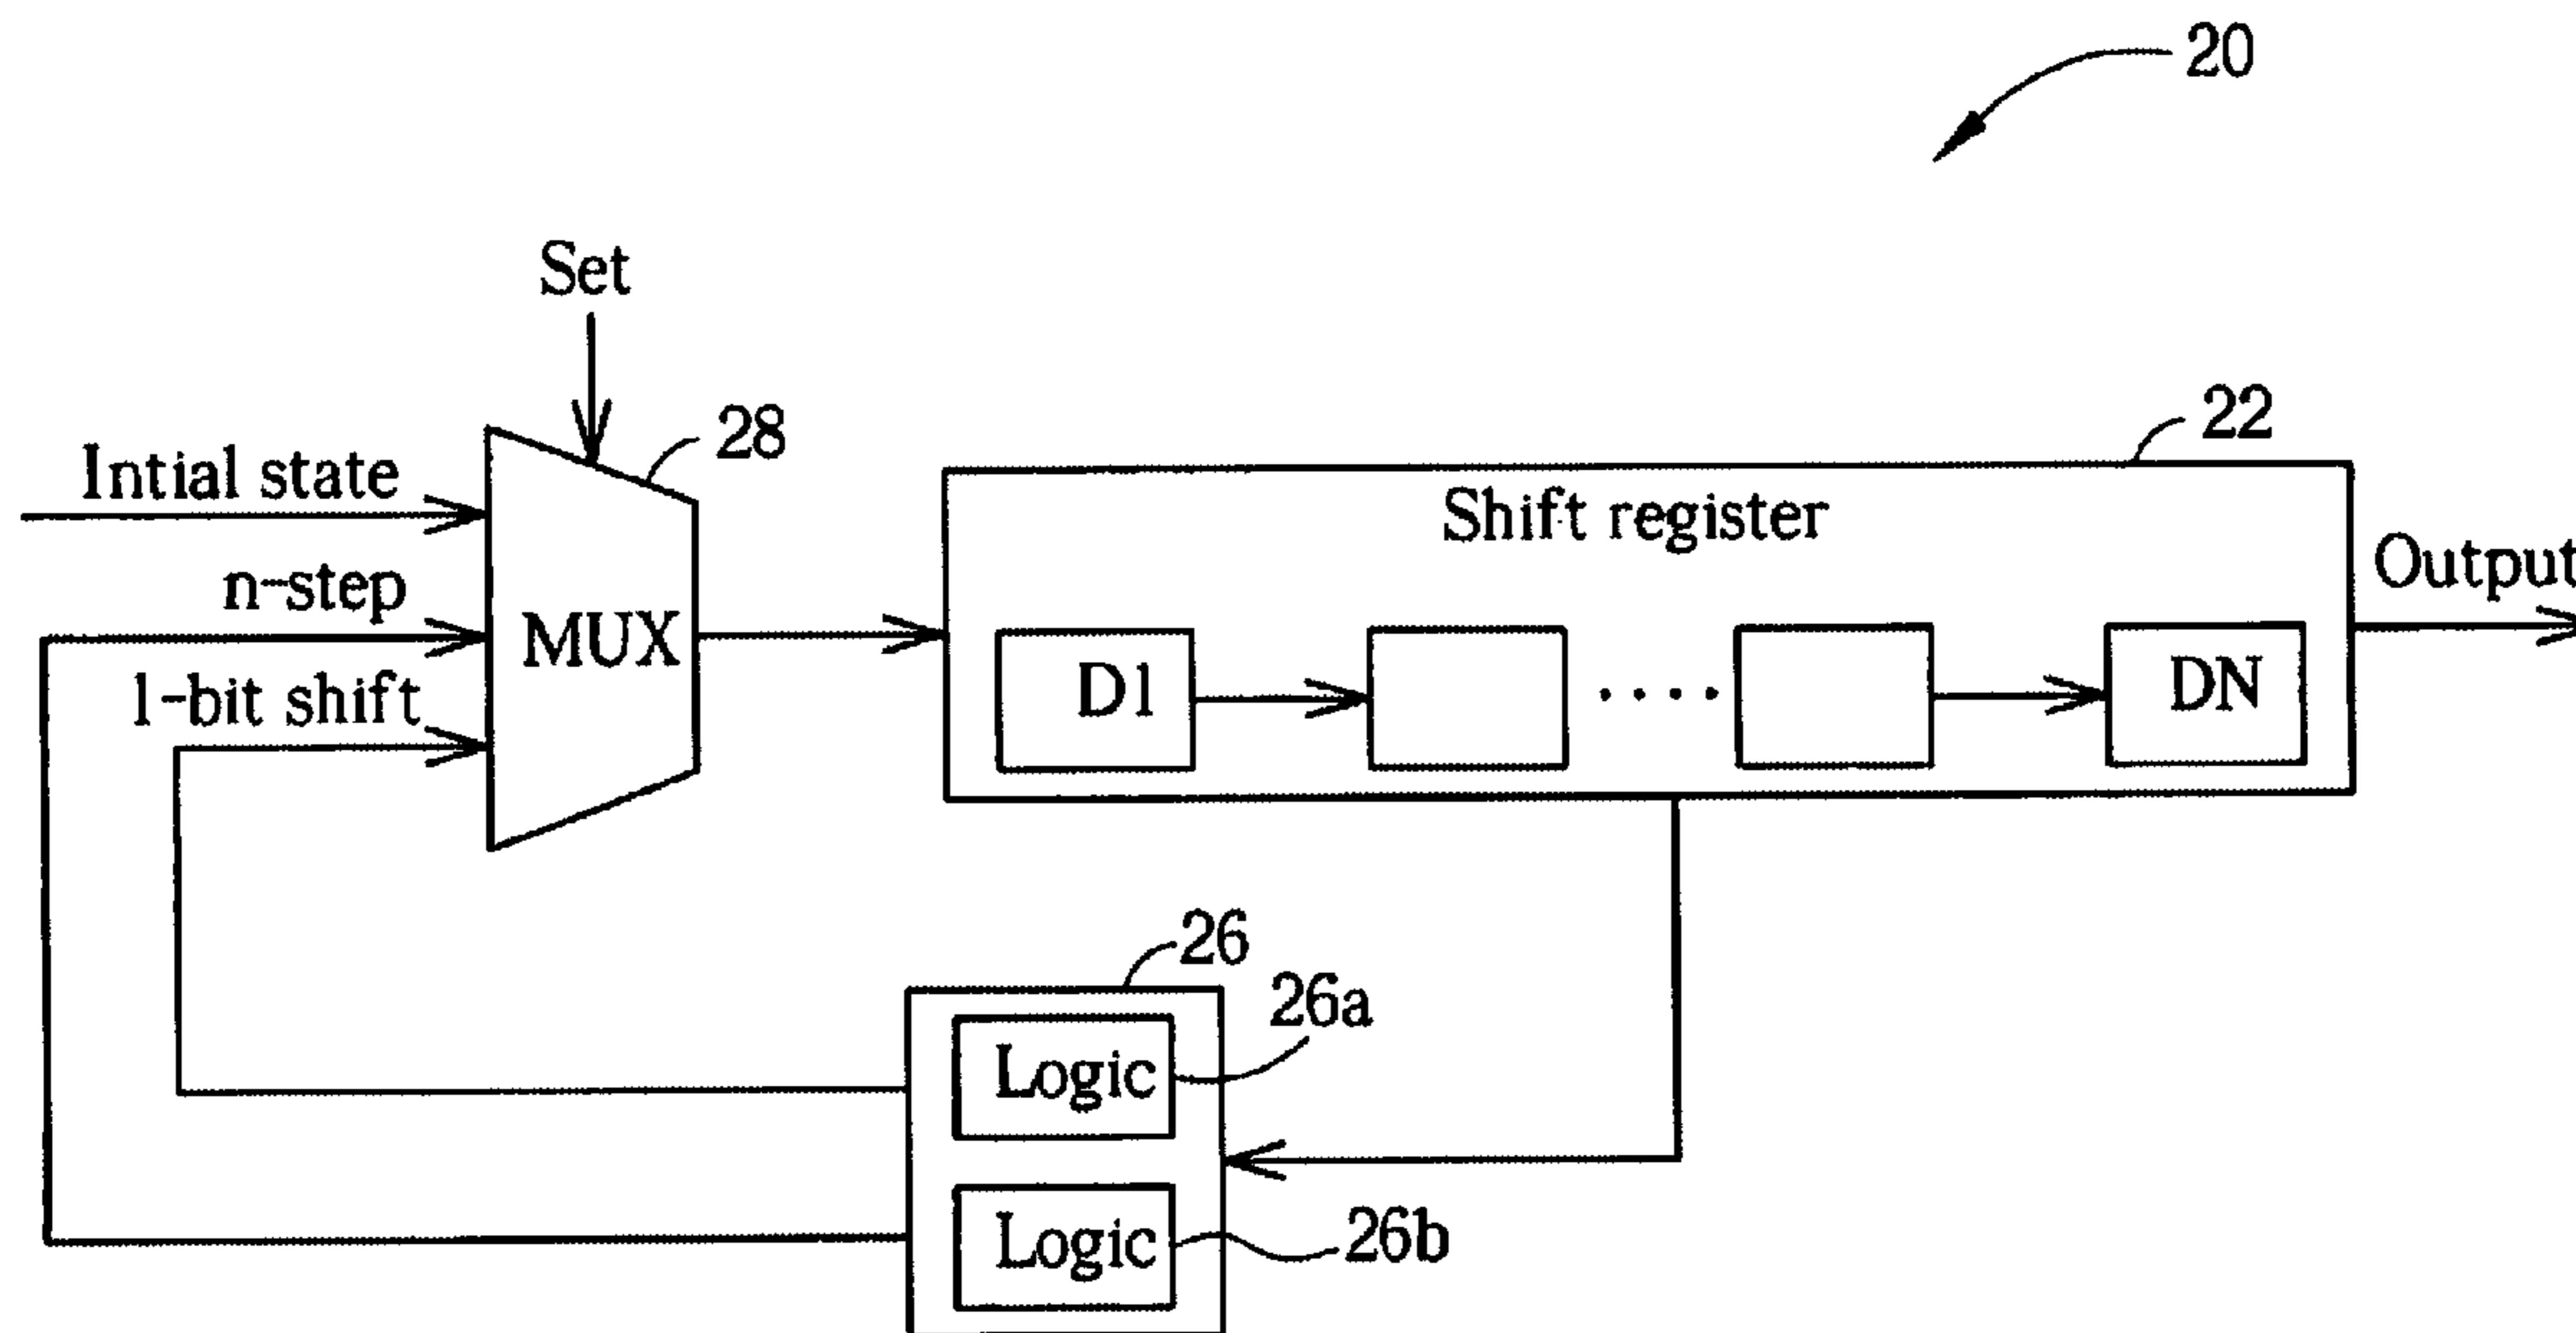 20
Set
28
22
Intial state
Shift register
n-step
Output
MUX
1-bit shift
D1
DN
26
26a
Logic
Logic
26b